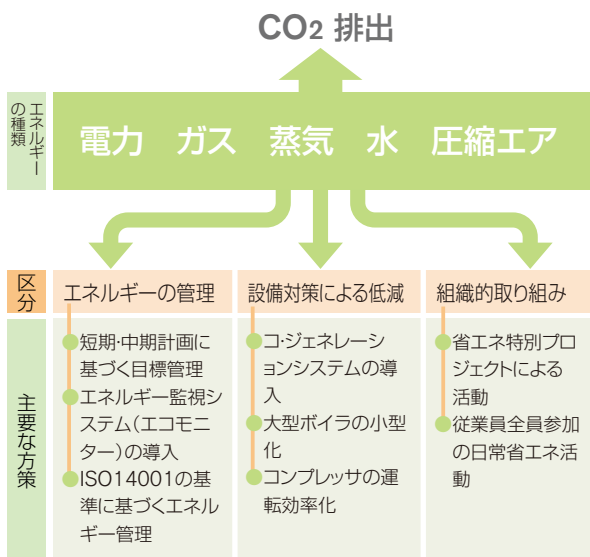 CO2 排出
エネルギー
の種類
電力 ガス 蒸気 水 圧縮エア
区分
エネルギーの管理
設備対策による低減
組織的取り組み
主要な方策
短期・中期計画に
基づく目標管理
エネルギー監視シ
ステム（エコモニ
ター）の導入
ISO14001の基
準に基づくエネル
ギー管理
コ・ジェネレーシ
ョンシステムの導
入
大型ボイラの小型
化
コンプレッサの運
転効率化
省エネ特別プロ
ジェクトによる
活動
従業員全員参加
の日常省エネ活
動